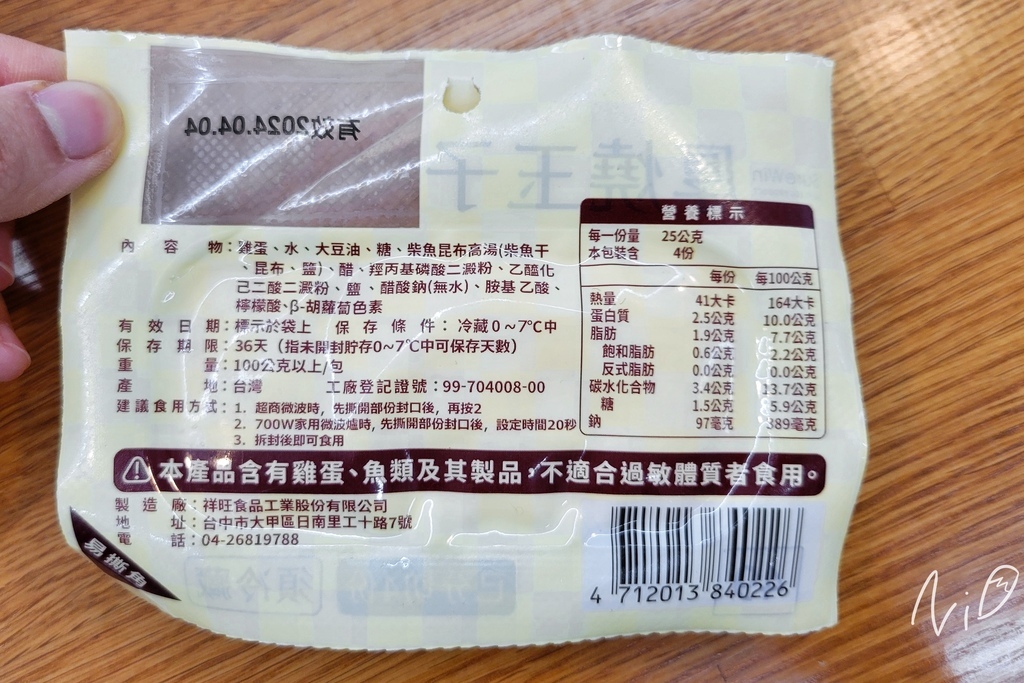 有效2024.04.04
厚燒玉子
營養標示
每一份量 25公克
本包裝含 4份
每份 每100公克
熱量 41大卡 164大卡
蛋白質 2.5公克 10.0公克
脂肪 1.9公克 7.7公克
飽和脂肪 0.6公克 2.2公克
反式脂肪 0.0公克 0.0公克
碳水化合物 3.4公克 13.7公克
糖 1.5公克 5.9公克
鈉 97毫克 389毫克
內容物：雞蛋、水、大豆油、糖、柴魚昆布高湯(柴魚干
、昆布、鹽)、醋、羥丙基磷酸二澱粉、乙醯化
己二酸二澱粉、鹽、醋酸鈉(無水)、胺基乙酸、
檸檬酸、β-胡蘿蔔色素
有效日期：標示於袋上 保存條件：冷藏0～7℃中
保存期限：36天（指未開封貯存0~7℃中可保存天數）
重量：100公克以上/包
產地：台灣 工廠登記證號：99-704008-00
建議食用方式：1. 超商微波時，先撕開部份封口後，再按2
2. 700W家用微波爐時，先撕開部份封口後，設定時間20秒
3. 拆封後即可食用
本產品含有雞蛋、魚類及其製品，不適合過敏體質者食用。
製造廠：祥旺食品工業股份有限公司
地址：台中市大甲區日南里工十路7號
電話：04-26819788
易撕角
須冷藏
4 712013 840226
NiO